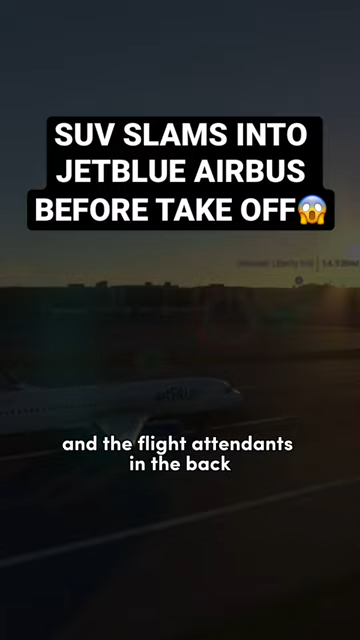 SUV SLAMS INTO
JETBLUE AIRBUS
BEFORE TAKE OFF😱
and the flight attendants
in the back